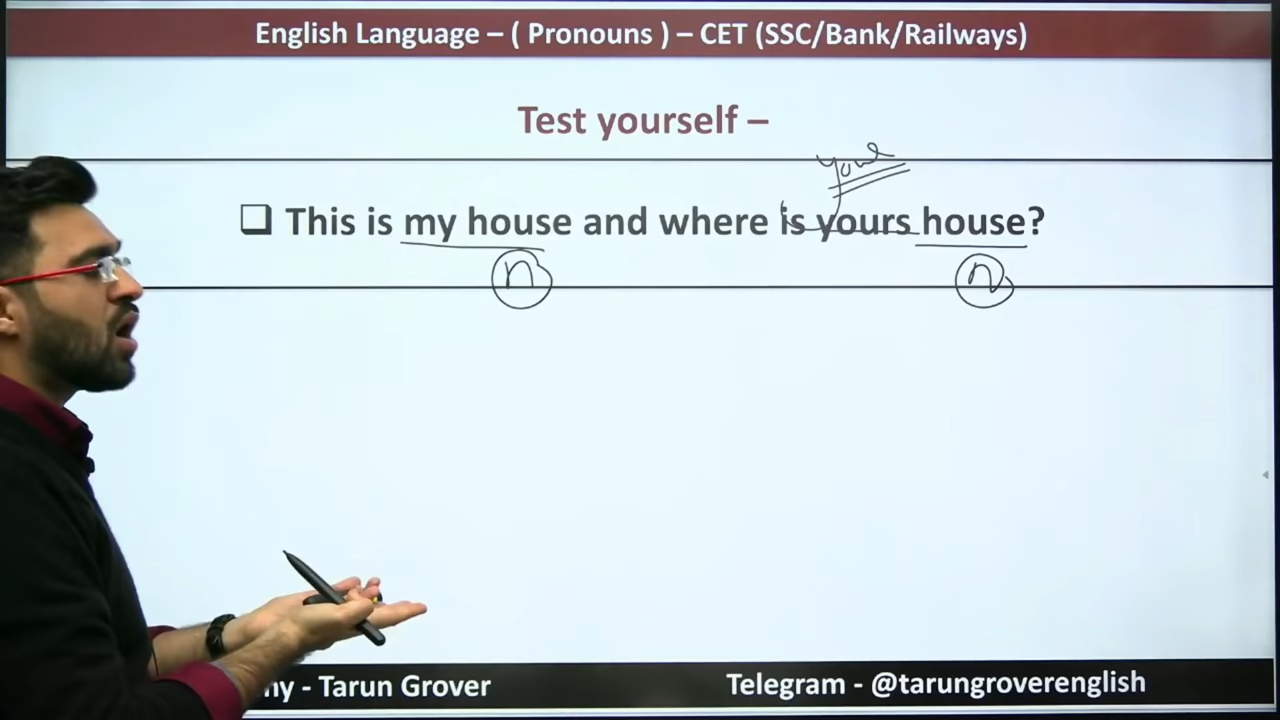 English Language – ( Pronouns ) – CET (SSC/Bank/Railways)
Test yourself –
your
❑ This is my house and where is yours house?
n n
ny - Tarun Grover Telegram - @tarungroverenglish